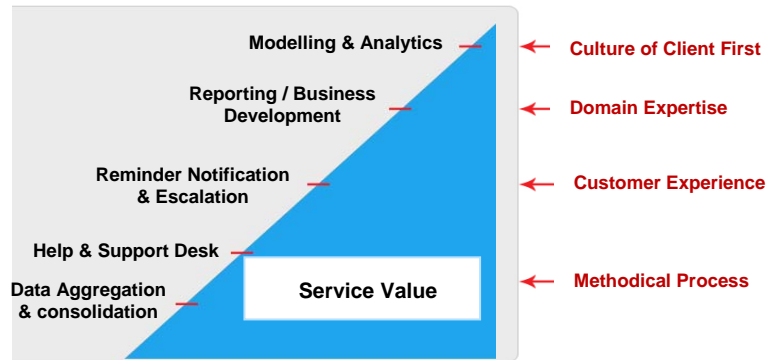 Modelling & Analytics
Culture of Client First
Reporting / Business
Development
Domain Expertise
Reminder Notification
& Escalation
Customer Experience
Help & Support Desk
Data Aggregation
& consolidation
Service Value
Methodical Process